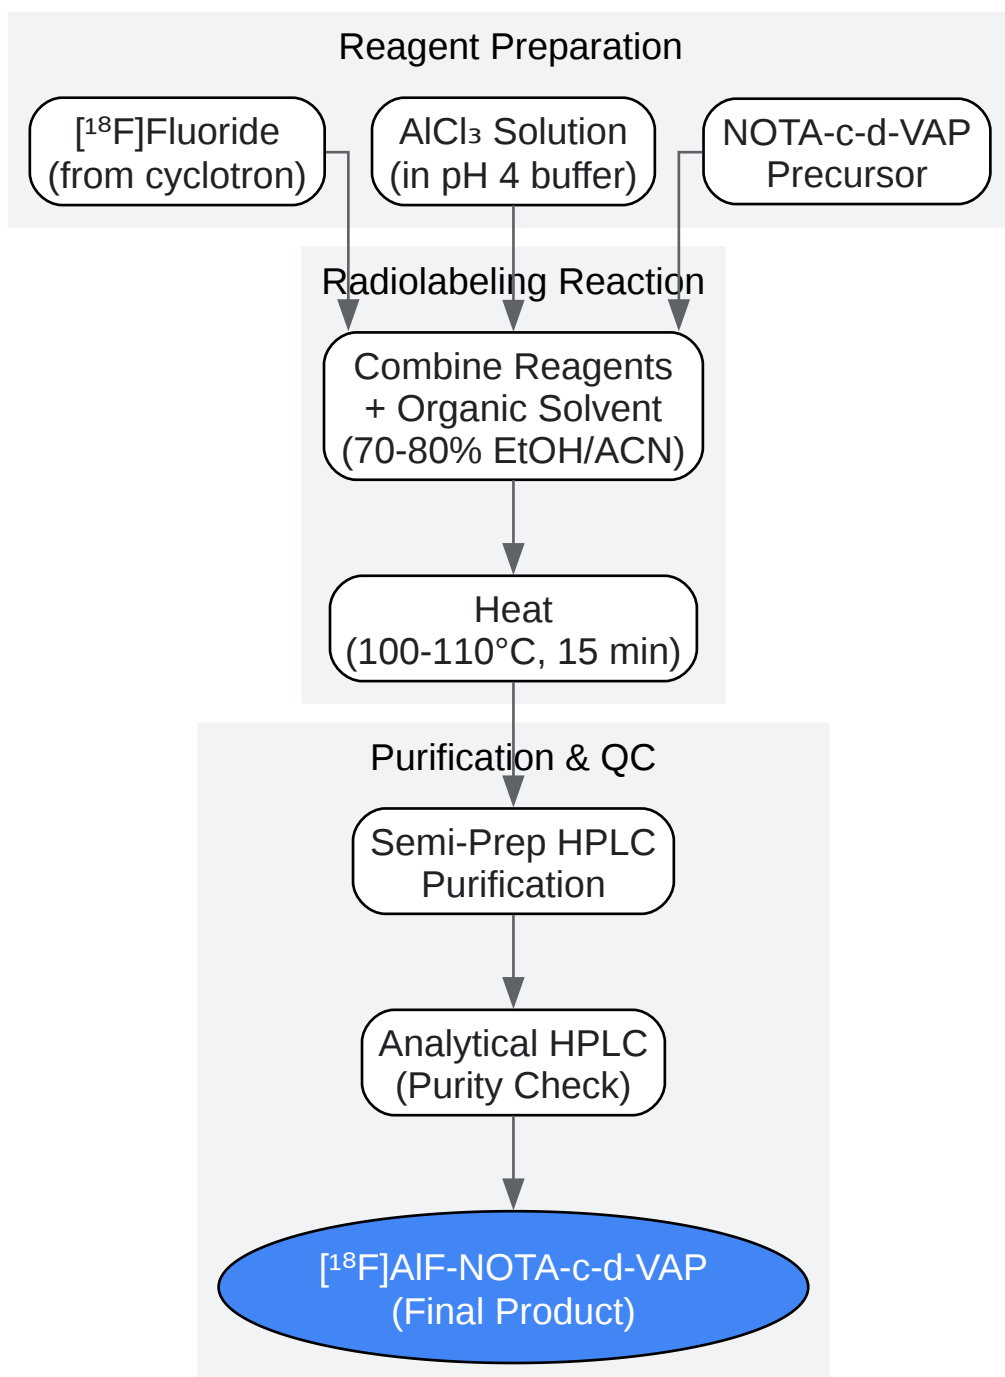 Reagent Preparation
[¹⁸F]Fluoride
(from cyclotron)
AlCl₃ Solution
(in pH 4 buffer)
NOTA-c-d-VAP
Precursor
Radiolabeling Reaction
Combine Reagents
+ Organic Solvent
(70-80% EtOH/ACN)
Heat
(100-110°C, 15 min)
Purification & QC
Semi-Prep HPLC
Purification
Analytical HPLC
(Purity Check)
[¹⁸F]AlF-NOTA-c-d-VAP
(Final Product)